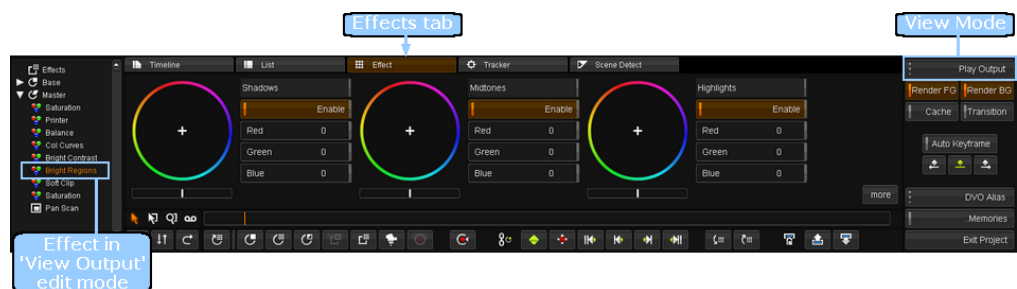 Effects tab
View Mode
Effects
Base
Master
Saturation
Printer
Balance
Col Curves
Bright Contrast
Bright Regions
Soft Clip
Saturation
Pan Scan
Effect in
'View Output'
edit mode
Timeline
List
Effect
Tracker
Scene Detect
Shadows
Enable
Red 0
Green 0
Blue 0
Midtones
Enable
Red 0
Green 0
Blue 0
Highlights
Enable
Red 0
Green 0
Blue 0
more
Play Output
Render FG Render BG
Cache Transition
Auto Keyframe
DVO Alias
..Memories
Exit Project